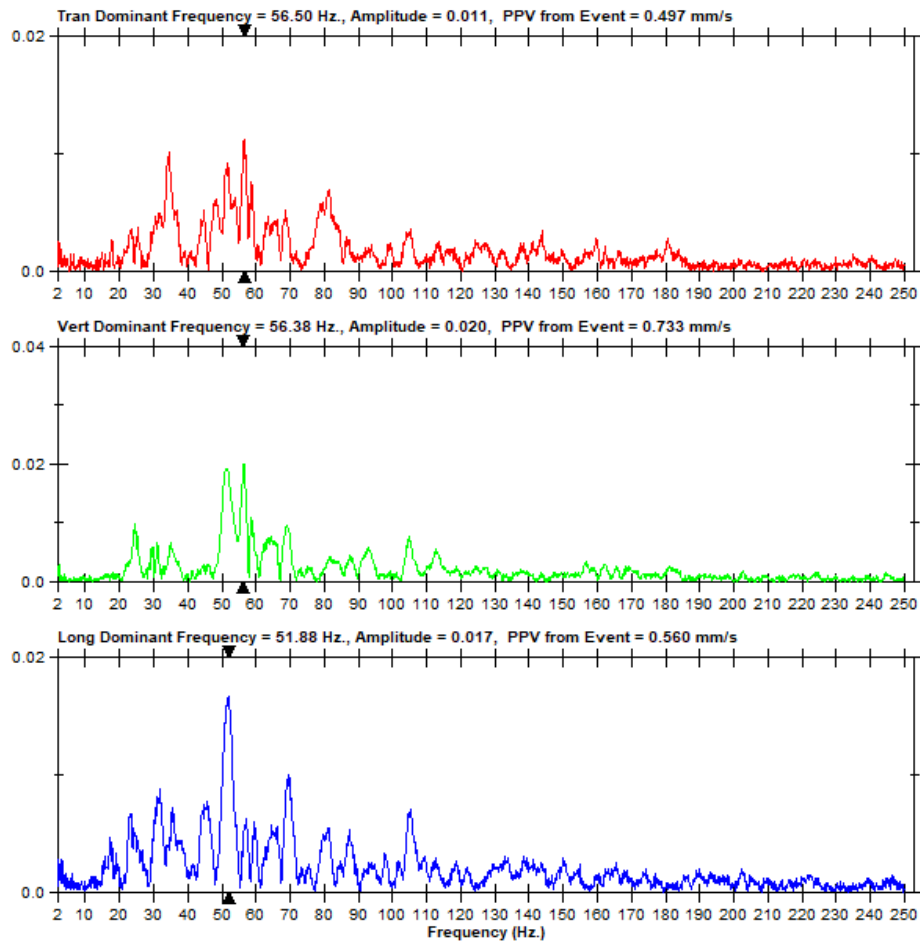 Tran Dominant Frequency = 56.50 Hz., Amplitude = 0.011,  PPV from Event = 0.497 mm/s
0.02
0.0
2 10 20 30 40 50 60 70 80 90 100 110 120 130 140 150 160 170 180 190 200 210 220 230 240 250
Vert Dominant Frequency = 56.38 Hz., Amplitude = 0.020,  PPV from Event = 0.733 mm/s
0.04
0.02
0.0
2 10 20 30 40 50 60 70 80 90 100 110 120 130 140 150 160 170 180 190 200 210 220 230 240 250
Long Dominant Frequency = 51.88 Hz., Amplitude = 0.017,  PPV from Event = 0.560 mm/s
0.02
0.0
2 10 20 30 40 50 60 70 80 90 100 110 120 130 140 150 160 170 180 190 200 210 220 230 240 250
Frequency (Hz.)